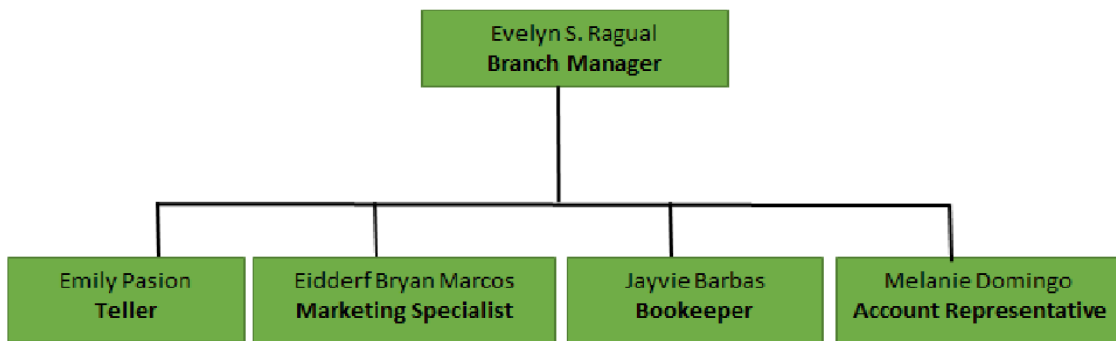 Evelyn S. Ragual
Branch Manager
Emily Pasion
Teller
Eidderf Bryan Marcos
Marketing Specialist
Jayvie Barbas
Bookeeper
Melanie Domingo
Account Representative